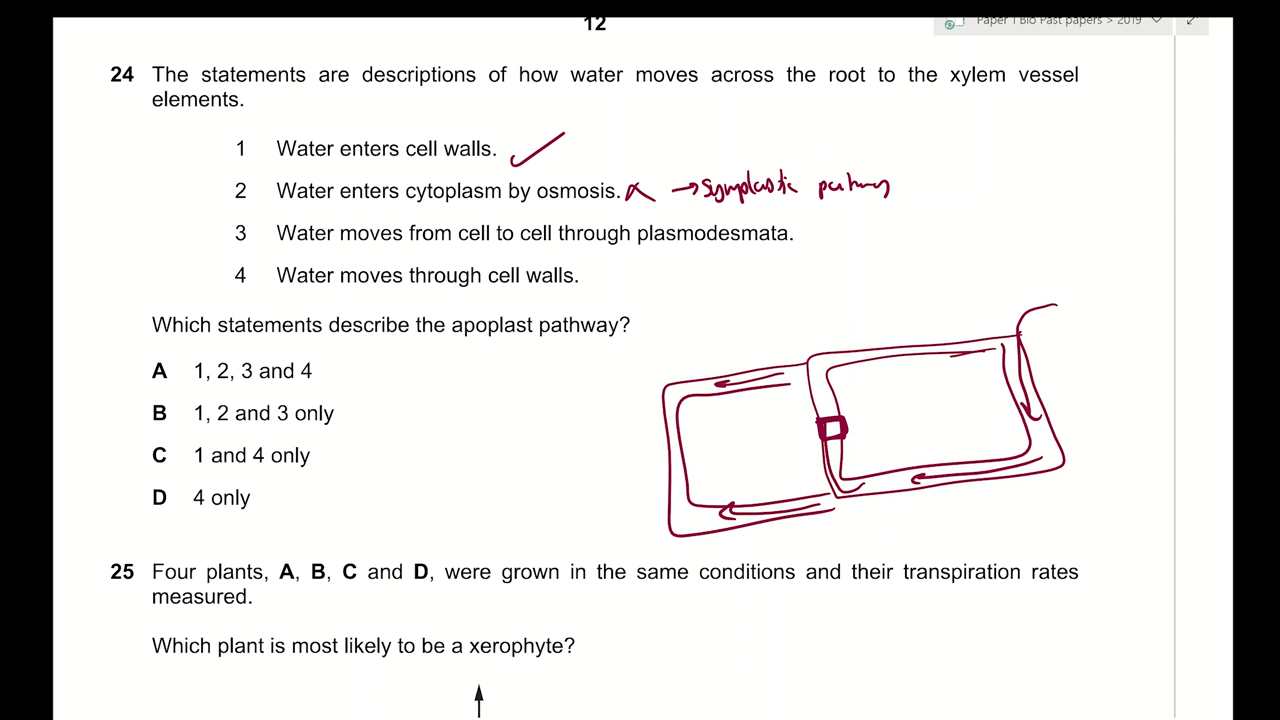 12
Paper 1 Bio Past papers > 2019
24 The statements are descriptions of how water moves across the root to the xylem vessel
elements.
1 Water enters cell walls.
2 Water enters cytoplasm by osmosis. → symplastic pathway
3 Water moves from cell to cell through plasmodesmata.
4 Water moves through cell walls.
Which statements describe the apoplast pathway?
A 1, 2, 3 and 4
B 1, 2 and 3 only
C 1 and 4 only
D 4 only
25 Four plants, A, B, C and D, were grown in the same conditions and their transpiration rates
measured.
Which plant is most likely to be a xerophyte?